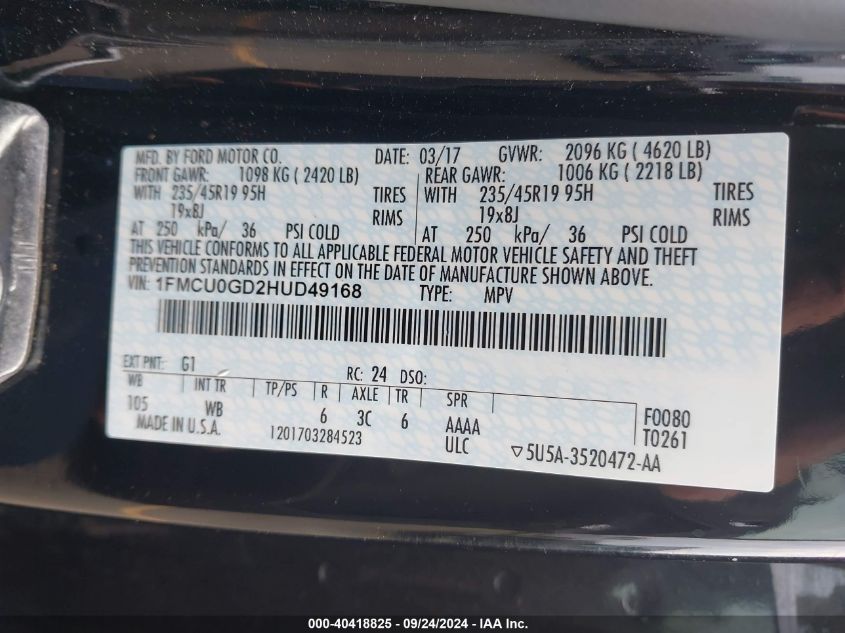 MFD. BY FORD MOTOR CO. DATE: 03/17 GVWR: 2096 KG ( 4620 LB)
FRONT GAWR: 1098 KG ( 2420 LB) REAR GAWR: 1006 KG ( 2218 LB)
WITH 235/45R19 95H TIRES WITH 235/45R19 95H TIRES
19x8J RIMS 19x8J RIMS
AT 250 kPa/ 36 PSI COLD AT 250 kPa/ 36 PSI COLD
THIS VEHICLE CONFORMS TO ALL APPLICABLE FEDERAL MOTOR VEHICLE SAFETY AND THEFT
PREVENTION STANDARDS IN EFFECT ON THE DATE OF MANUFACTURE SHOWN ABOVE.
VIN: 1FMCU0GD2HUD49168 TYPE: MPV
EXT PNT: G1 RC: 24 DSO:
WB INT TR TP/PS R AXLE TR SPR
105 WB 6 3C 6 AAAA F0080
MADE IN U.S.A. 1201703284523 ULC T0261
▽5U5A-3520472-AA
000-40418825 - 09/24/2024 - IAA Inc.